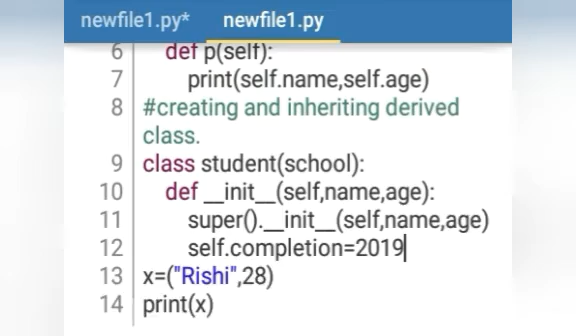 newfile1.py* newfile1.py
6 def p(self):
7 print(self.name,self.age)
8 #creating and inheriting derived
class.
9 class student(school):
10 def __init__(self,name,age):
11 super().__init__(self,name,age)
12 self.completion=2019
13 x=("Rishi",28)
14 print(x)